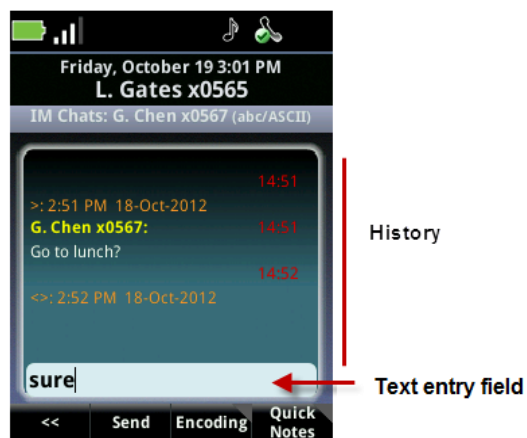 Friday, October 19 3:01 PM
L. Gates x0565
IM Chats: G. Chen x0567 (abc/ASCII)
14:51
>: 2:51 PM 18-Oct-2012
G. Chen x0567: 14:51
Go to lunch?
14:52
<>: 2:52 PM 18-Oct-2012
sure
<< Send Encoding Quick Notes
History
Text entry field